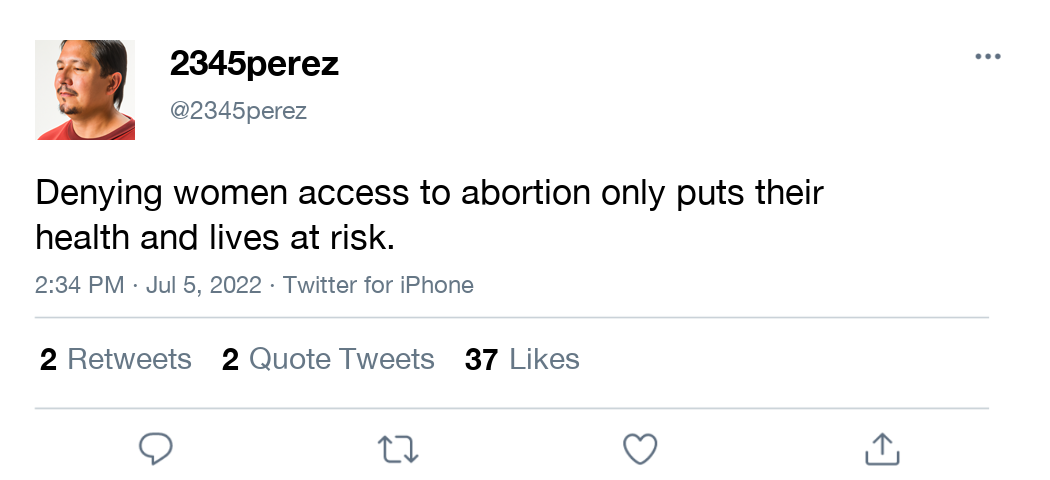 2345perez
@2345perez
Denying women access to abortion only puts their
health and lives at risk.
2:34 PM · Jul 5, 2022 · Twitter for iPhone
2 Retweets 2 Quote Tweets 37 Likes